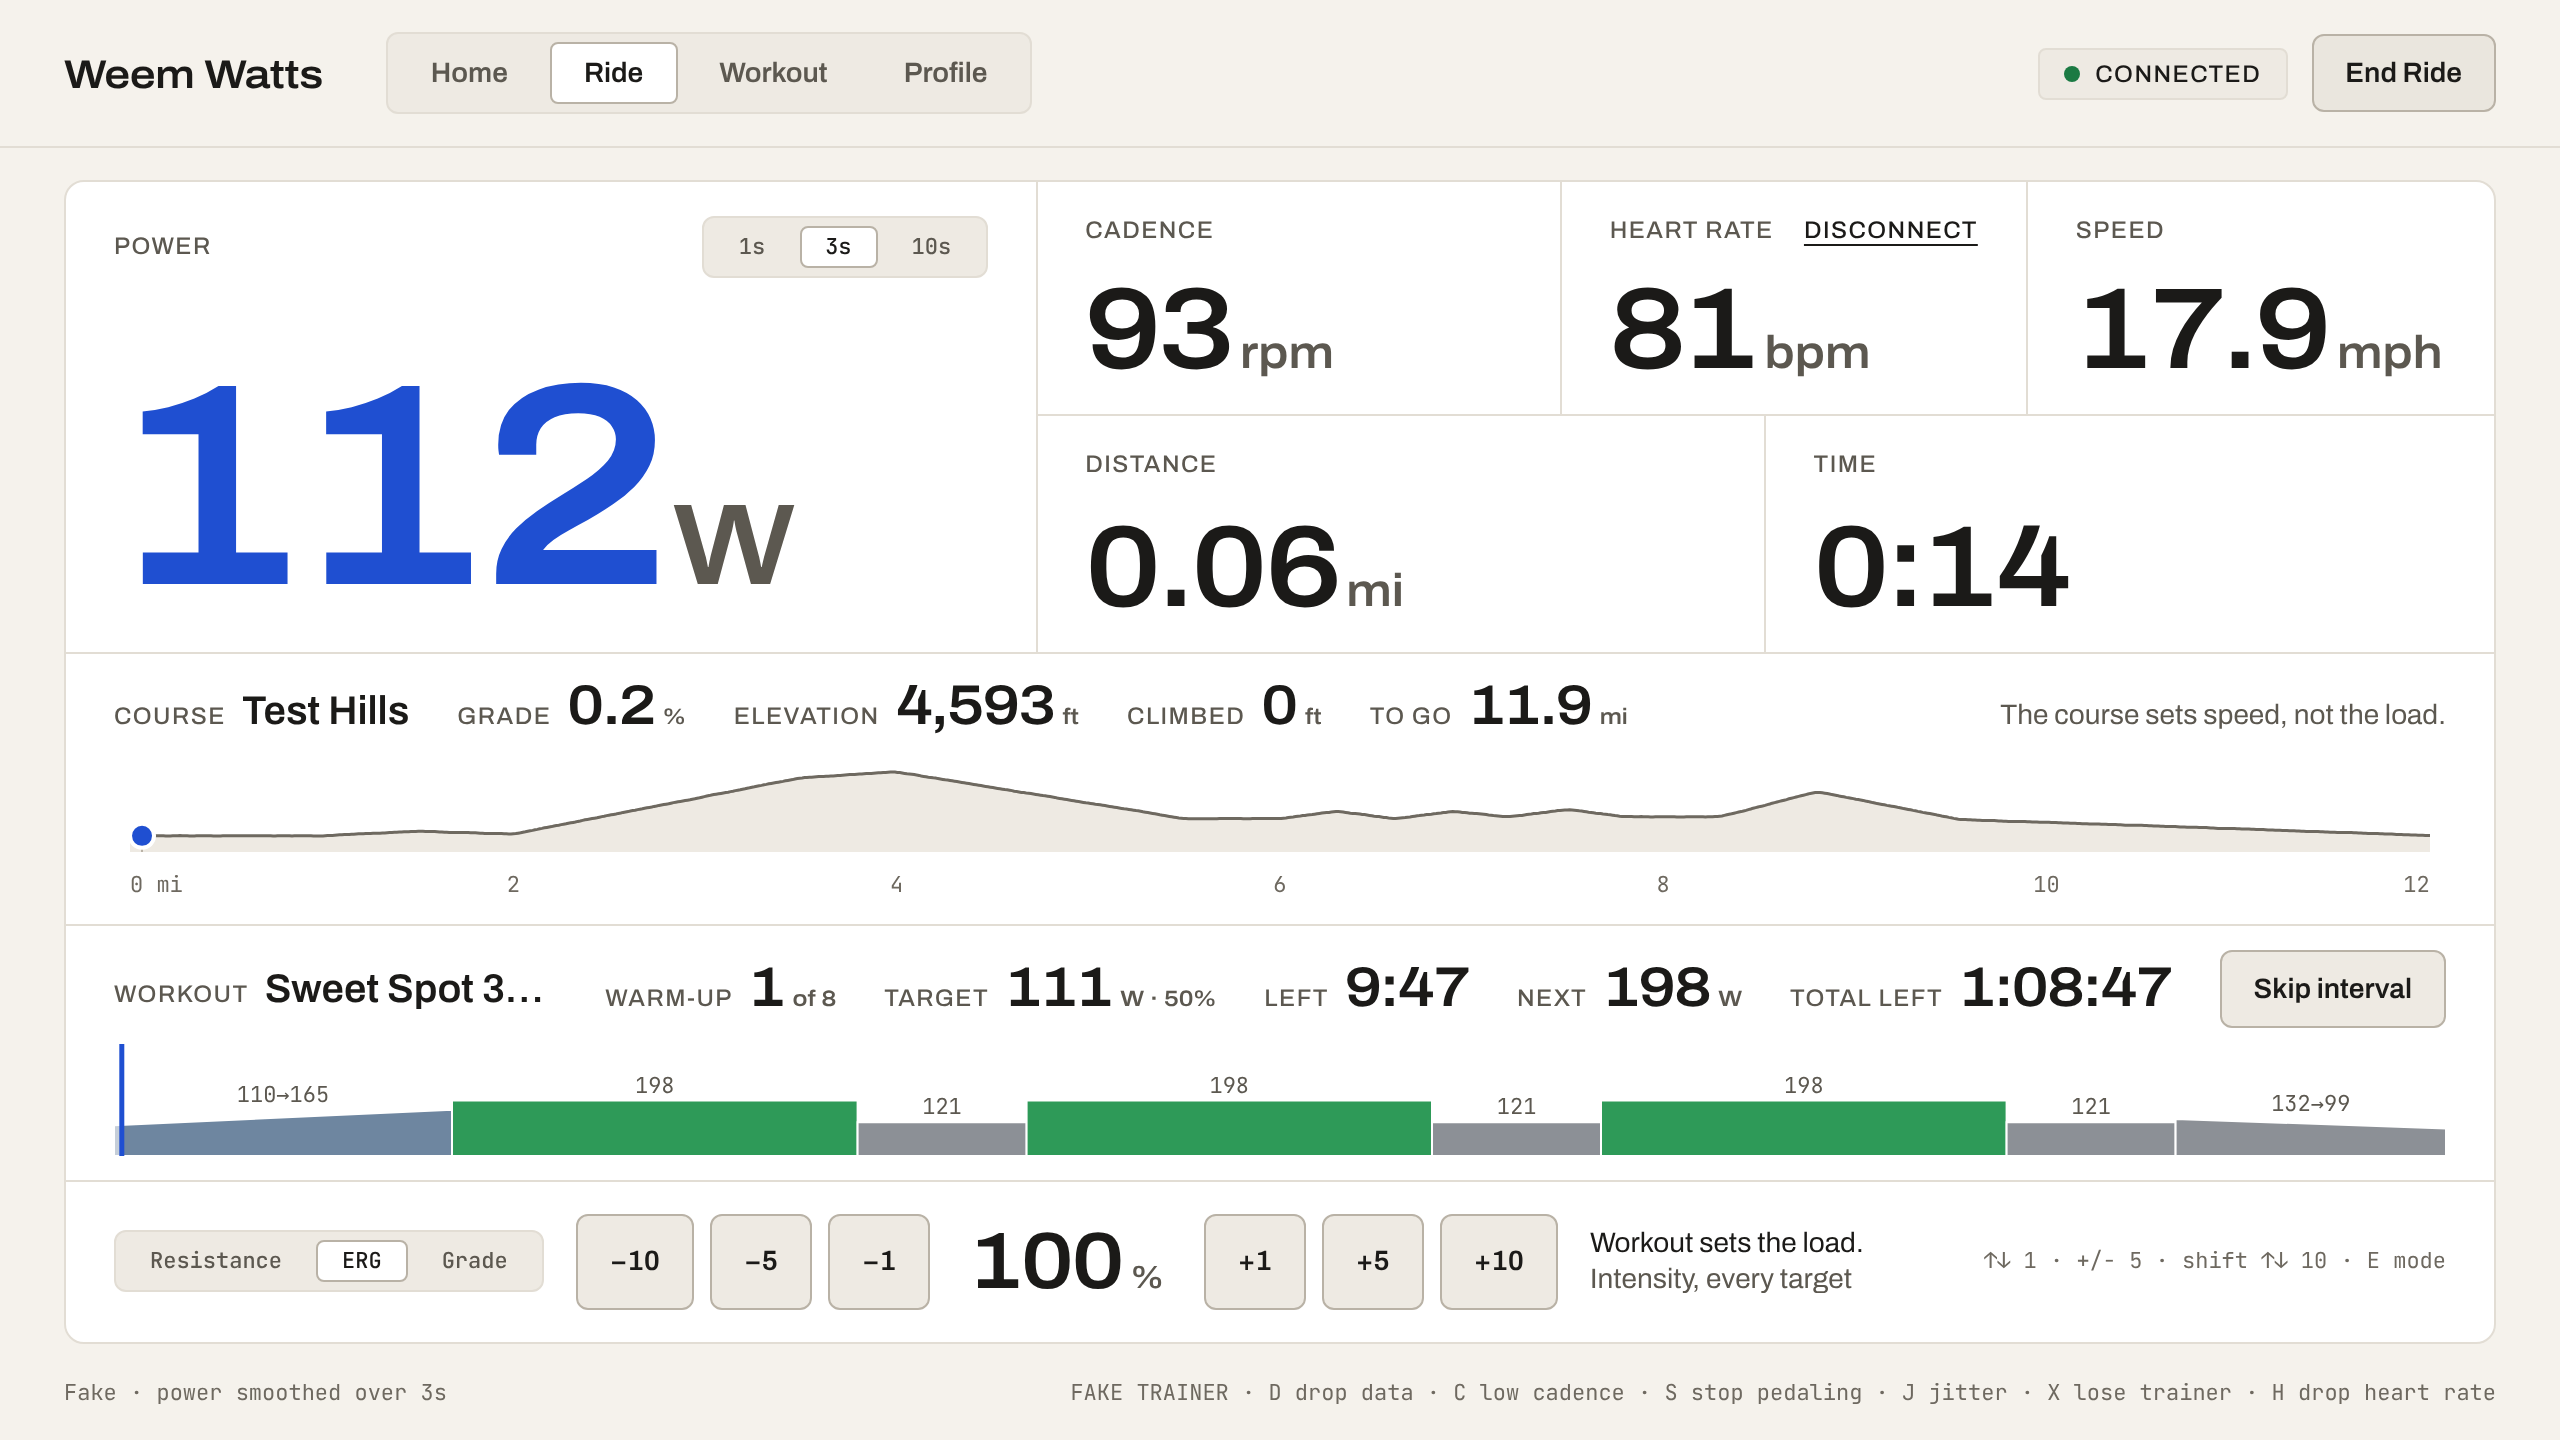 Weem Watts
Home
Ride
Workout
Profile
CONNECTED
End Ride
POWER
1s
3s
10s
112 W
CADENCE
93 rpm
HEART RATE
DISCONNECT
81 bpm
SPEED
17.9 mph
DISTANCE
0.06 mi
TIME
0:14
COURSE Test Hills
GRADE 0.2 %
ELEVATION 4,593 ft
CLIMBED 0 ft
TO GO 11.9 mi
The course sets speed, not the load.
0 mi
2
4
6
8
10
12
WORKOUT Sweet Spot 3…
WARM-UP 1 of 8
TARGET 111 W · 50%
LEFT 9:47
NEXT 198 W
TOTAL LEFT 1:08:47
Skip interval
110→165
198
121
198
121
198
121
132→99
Resistance
ERG
Grade
−10
−5
−1
100 %
+1
+5
+10
Workout sets the load.
Intensity, every target
↑↓ 1 · +/- 5 · shift ↑↓ 10 · E mode
Fake · power smoothed over 3s
FAKE TRAINER · D drop data · C low cadence · S stop pedaling · J jitter · X lose trainer · H drop heart rate